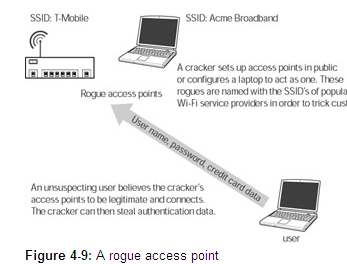 SSID: T-Mobile
SSID: Acme Broadband
A cracker sets up access points in public
or configures a laptop to act as one. These
rogues are named with the SSID's of popula
Wi-Fi service providers in order to trick cust
Rogue access points
User name, password, credit card data
An unsuspecting user believes the cracker's
access points to be legitimate and connects.
The cracker can then steal authentication data.
user
Figure 4-9: A rogue access point